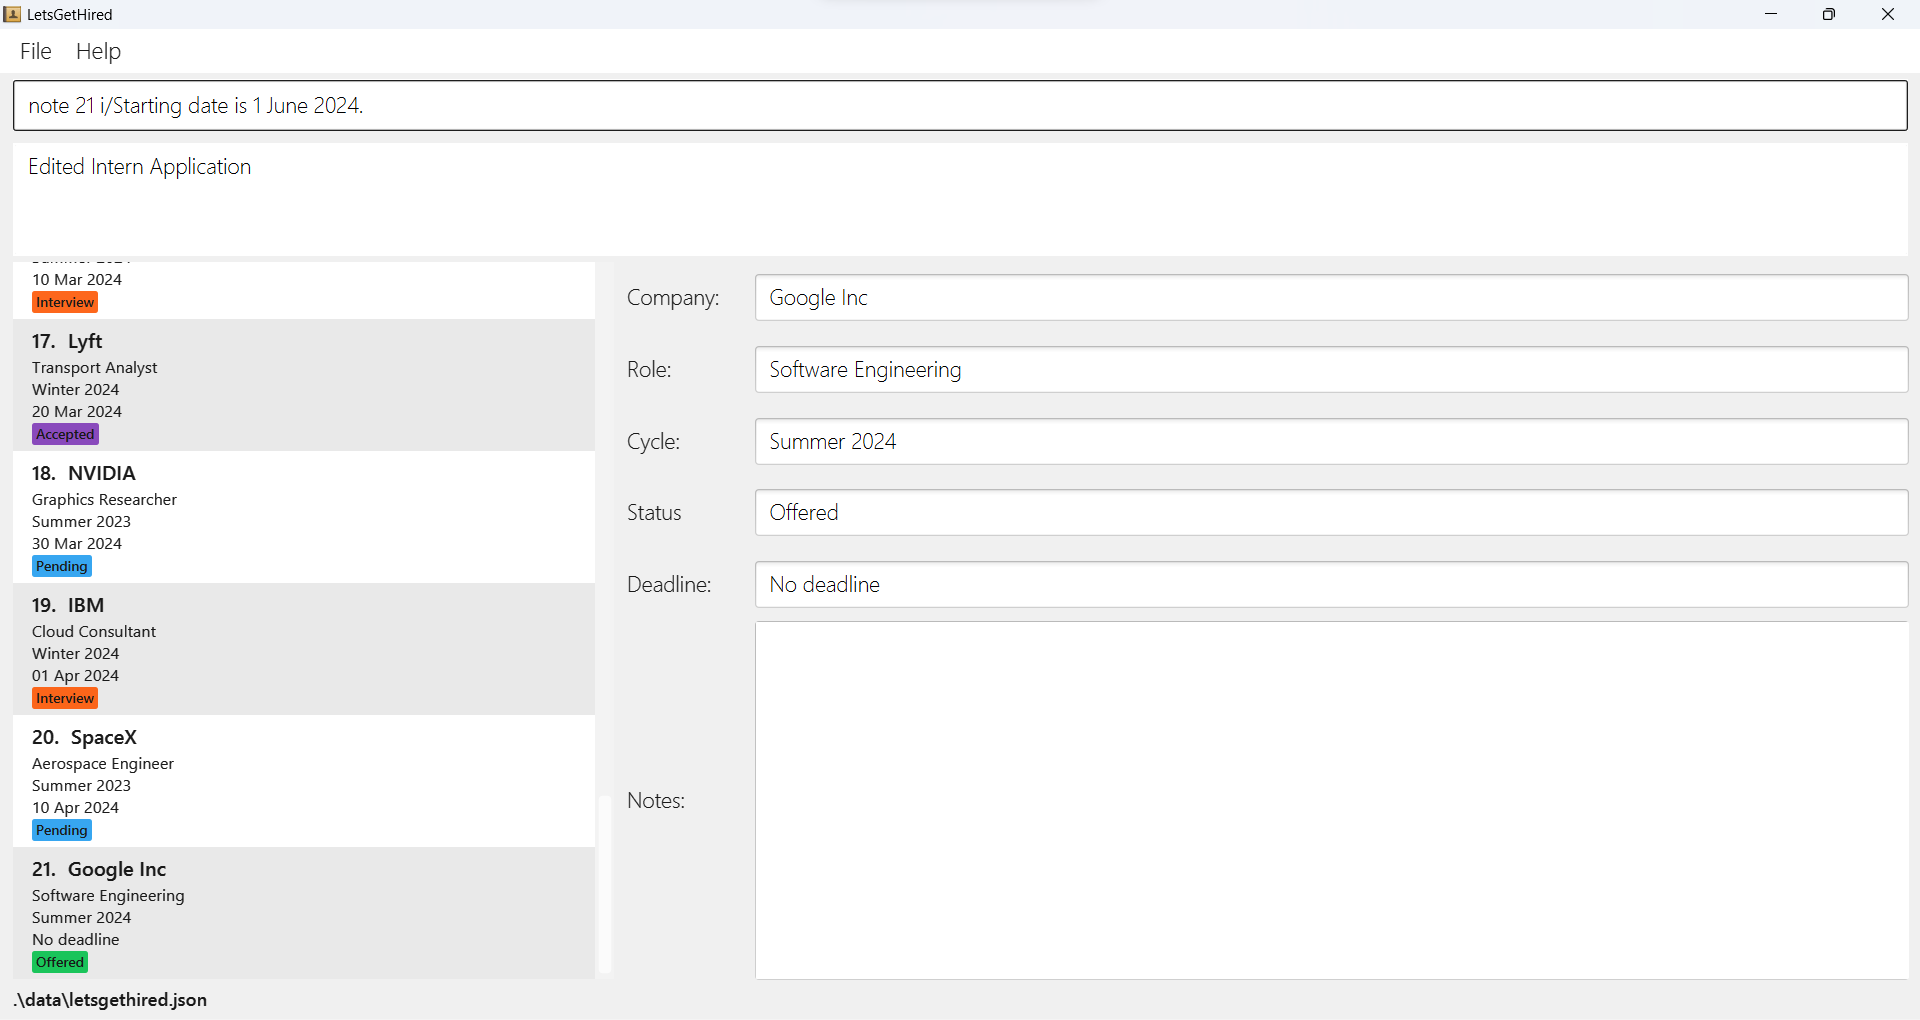 LetsGetHired
File Help
note 21 i/Starting date is 1 June 2024.
Edited Intern Application
10 Mar 2024
Interview
17. Lyft
Transport Analyst
Winter 2024
20 Mar 2024
Accepted
18. NVIDIA
Graphics Researcher
Summer 2023
30 Mar 2024
Pending
19. IBM
Cloud Consultant
Winter 2024
01 Apr 2024
Interview
20. SpaceX
Aerospace Engineer
Summer 2023
10 Apr 2024
Pending
21. Google Inc
Software Engineering
Summer 2024
No deadline
Offered
Company: Google Inc
Role: Software Engineering
Cycle: Summer 2024
Status Offered
Deadline: No deadline
Notes:
.\data\letsgethired.json